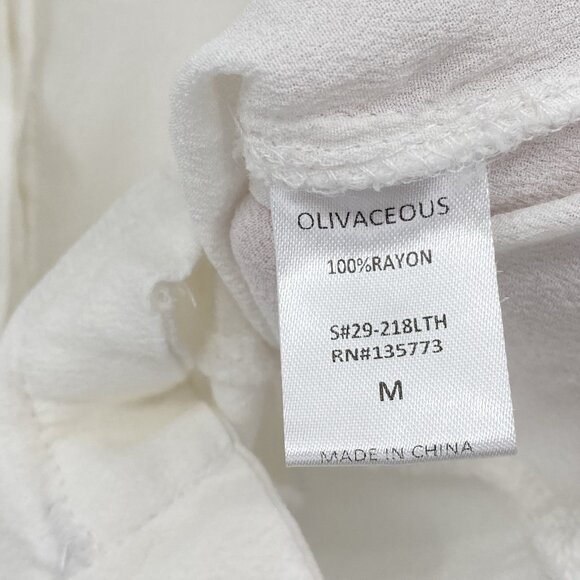 OLIVACEOUS
100%RAYON
S#29-218LTH
RN#135773
M
MADE IN CHINA